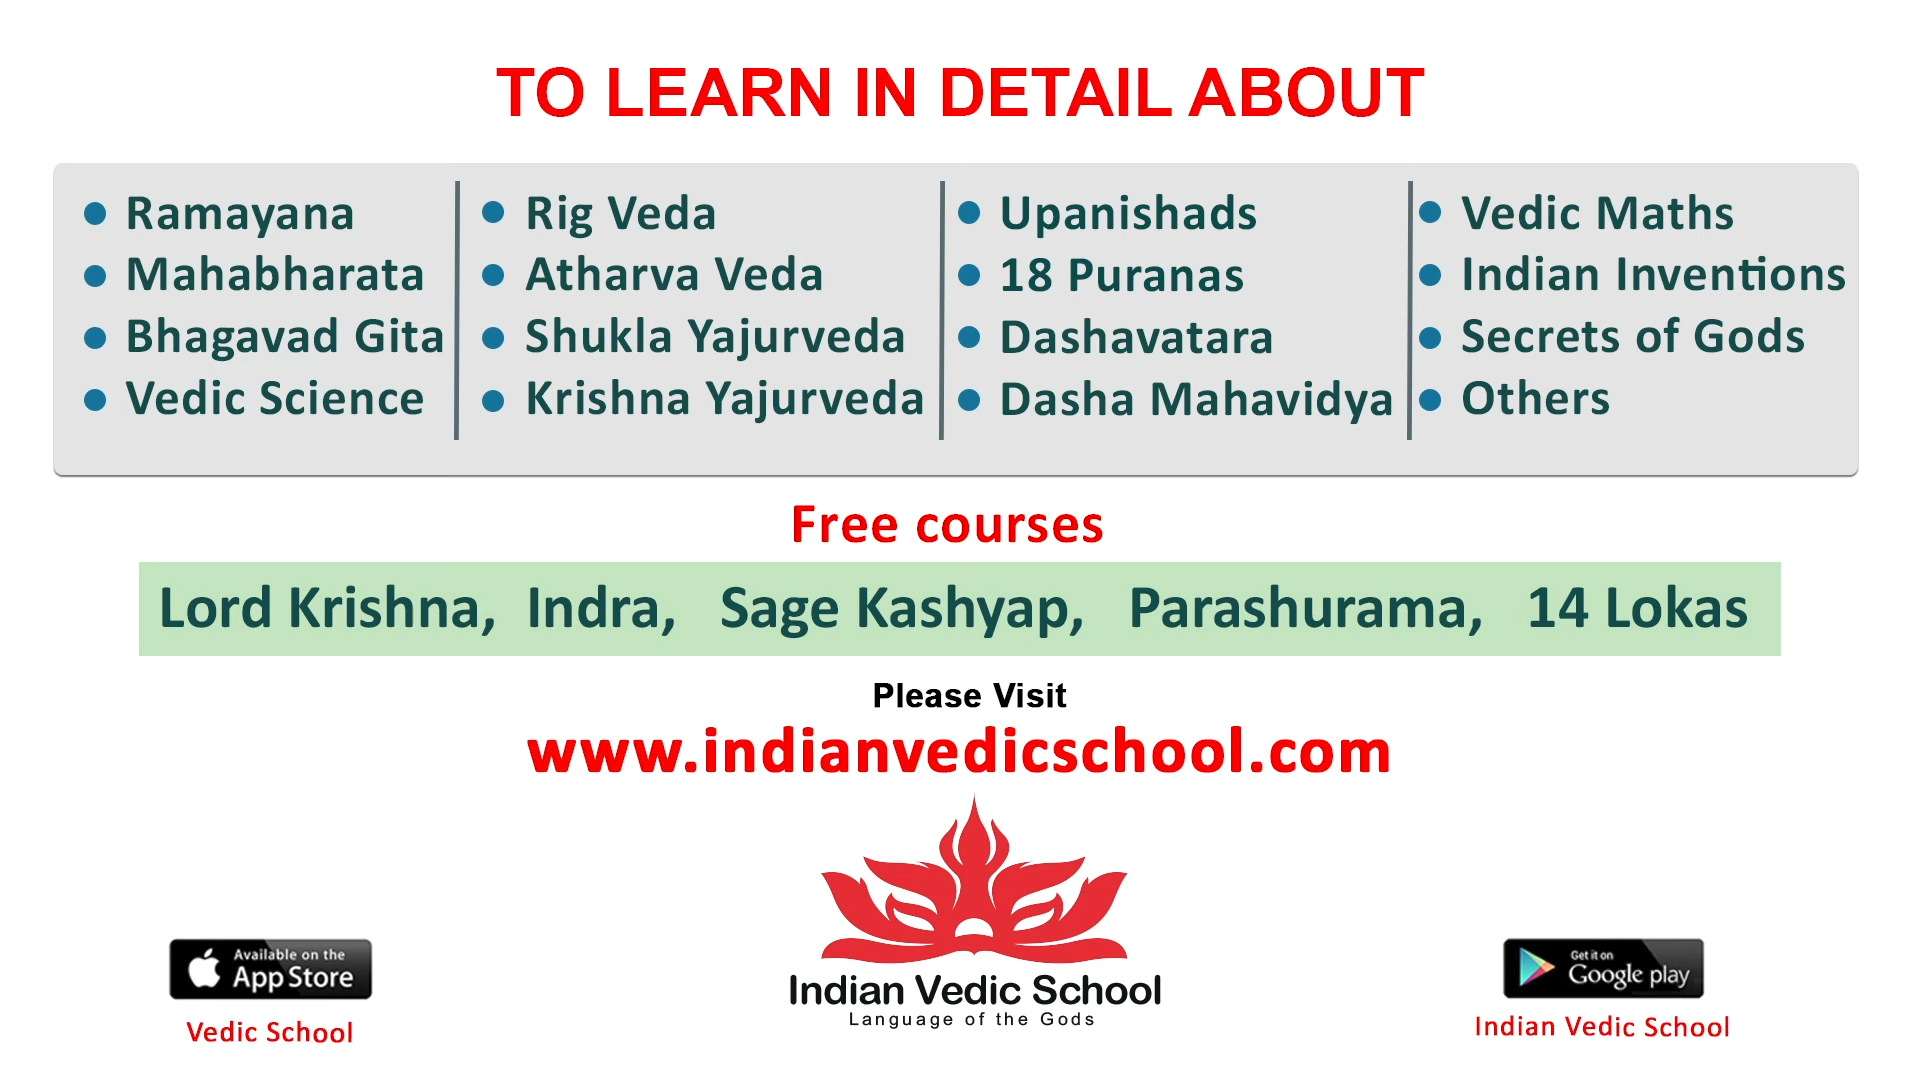 TO LEARN IN DETAIL ABOUT
Ramayana
Mahabharata
Bhagavad Gita
Vedic Science
Rig Veda
Atharva Veda
Shukla Yajurveda
Krishna Yajurveda
Upanishads
18 Puranas
Dashavatara
Dasha Mahavidya
Vedic Maths
Indian Inventions
Secrets of Gods
Others
Free courses
Lord Krishna, Indra, Sage Kashyap, Parashurama, 14 Lokas
Please Visit
www.indianvedicschool.com
Indian Vedic School
Language of the Gods
Available on the
App Store
Vedic School
Get it on
Google play
Indian Vedic School